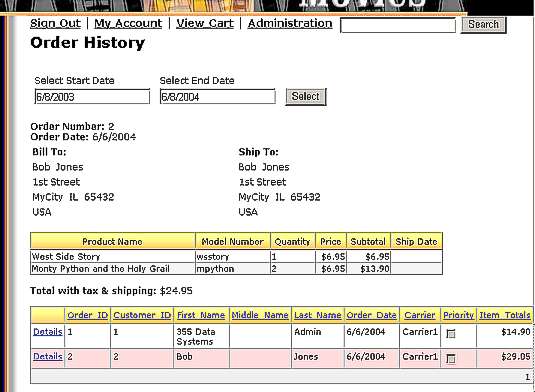 Movies
Sign Out | My Account | View Cart | Administration Search
Order History
Select Start Date Select End Date
6/8/2003 6/8/2004 Select
Order Number: 2
Order Date: 6/6/2004
Bill To: Ship To:
Bob Jones Bob Jones
1st Street 1st Street
MyCity IL 65432 MyCity IL 65432
USA USA
Product Name Model Number Quantity Price Subtotal Ship Date
West Side Story wsstory 1 $6.95 $6.95
Monty Python and the Holy Grail mpython 2 $6.95 $13.90
Total with tax & shipping: $24.95
Order ID Customer ID First Name Middle Name Last Name Order Date Carrier Priority Item Totals
Details 1 1 35S Data Admin 6/6/2004 Carrier1 $14.90
Systems
Details 2 2 Bob Jones 6/6/2004 Carrier1 $29.05
1